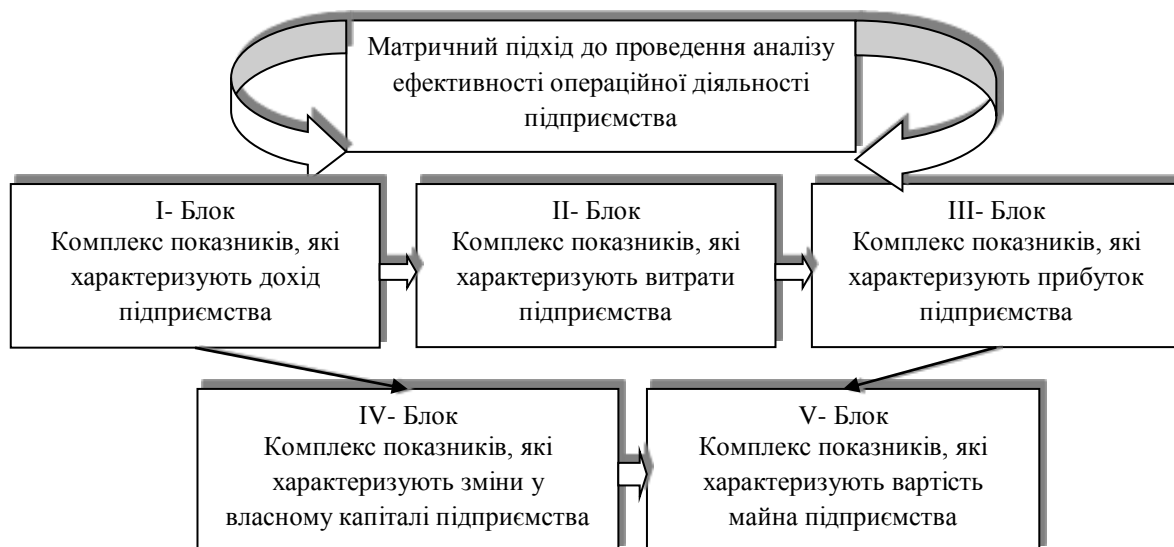 Матричний підхід до проведення аналізу
ефективності операційної діяльності
підприємства
I- Блок
Комплекс показників, які
характеризують дохід
підприємства
II- Блок
Комплекс показників, які
характеризують витрати
підприємства
III- Блок
Комплекс показників, які
характеризують прибуток
підприємства
IV- Блок
Комплекс показників, які
характеризують зміни у
власному капіталі підприємства
V- Блок
Комплекс показників, які
характеризують вартість
майна підприємства